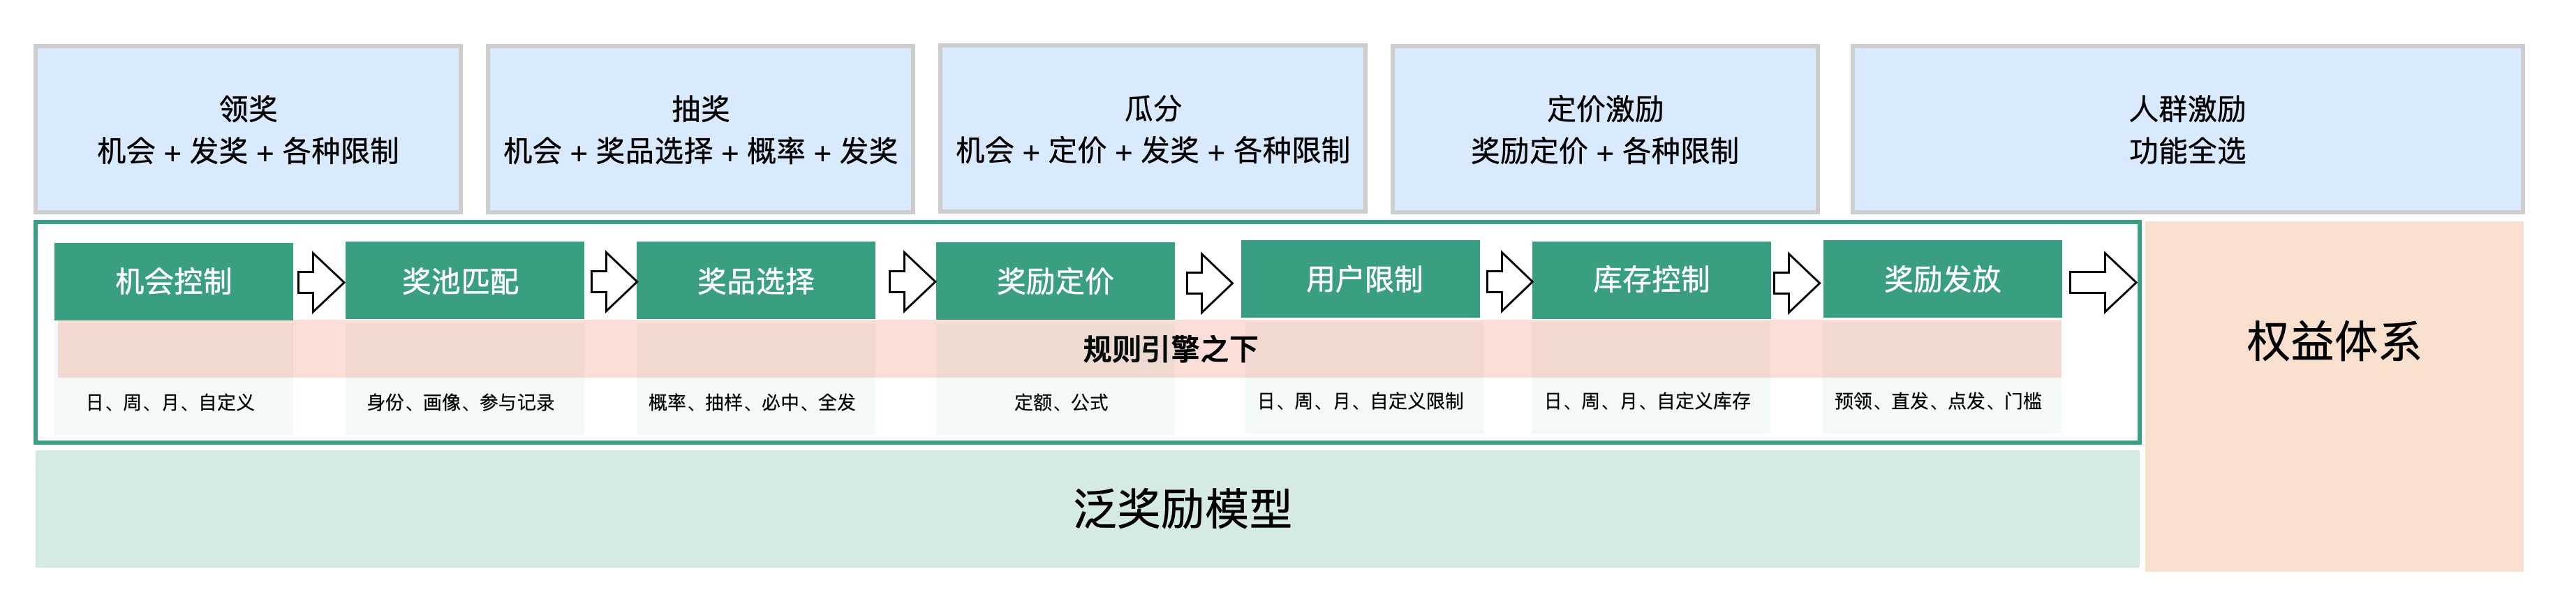 领奖
机会 + 发奖 + 各种限制
抽奖
机会 + 奖品选择 + 概率 + 发奖
瓜分
机会 + 定价 + 发奖 + 各种限制
定价激励
奖励定价 + 各种限制
人群激励
功能全选
机会控制
奖池匹配
奖品选择
奖励定价
用户限制
库存控制
奖励发放
规则引擎之下
日、周、月、自定义
身份、画像、参与记录
概率、抽样、必中、全发
定额、公式
日、周、月、自定义限制
日、周、月、自定义库存
预领、直发、点发、门槛
权益体系
泛奖励模型